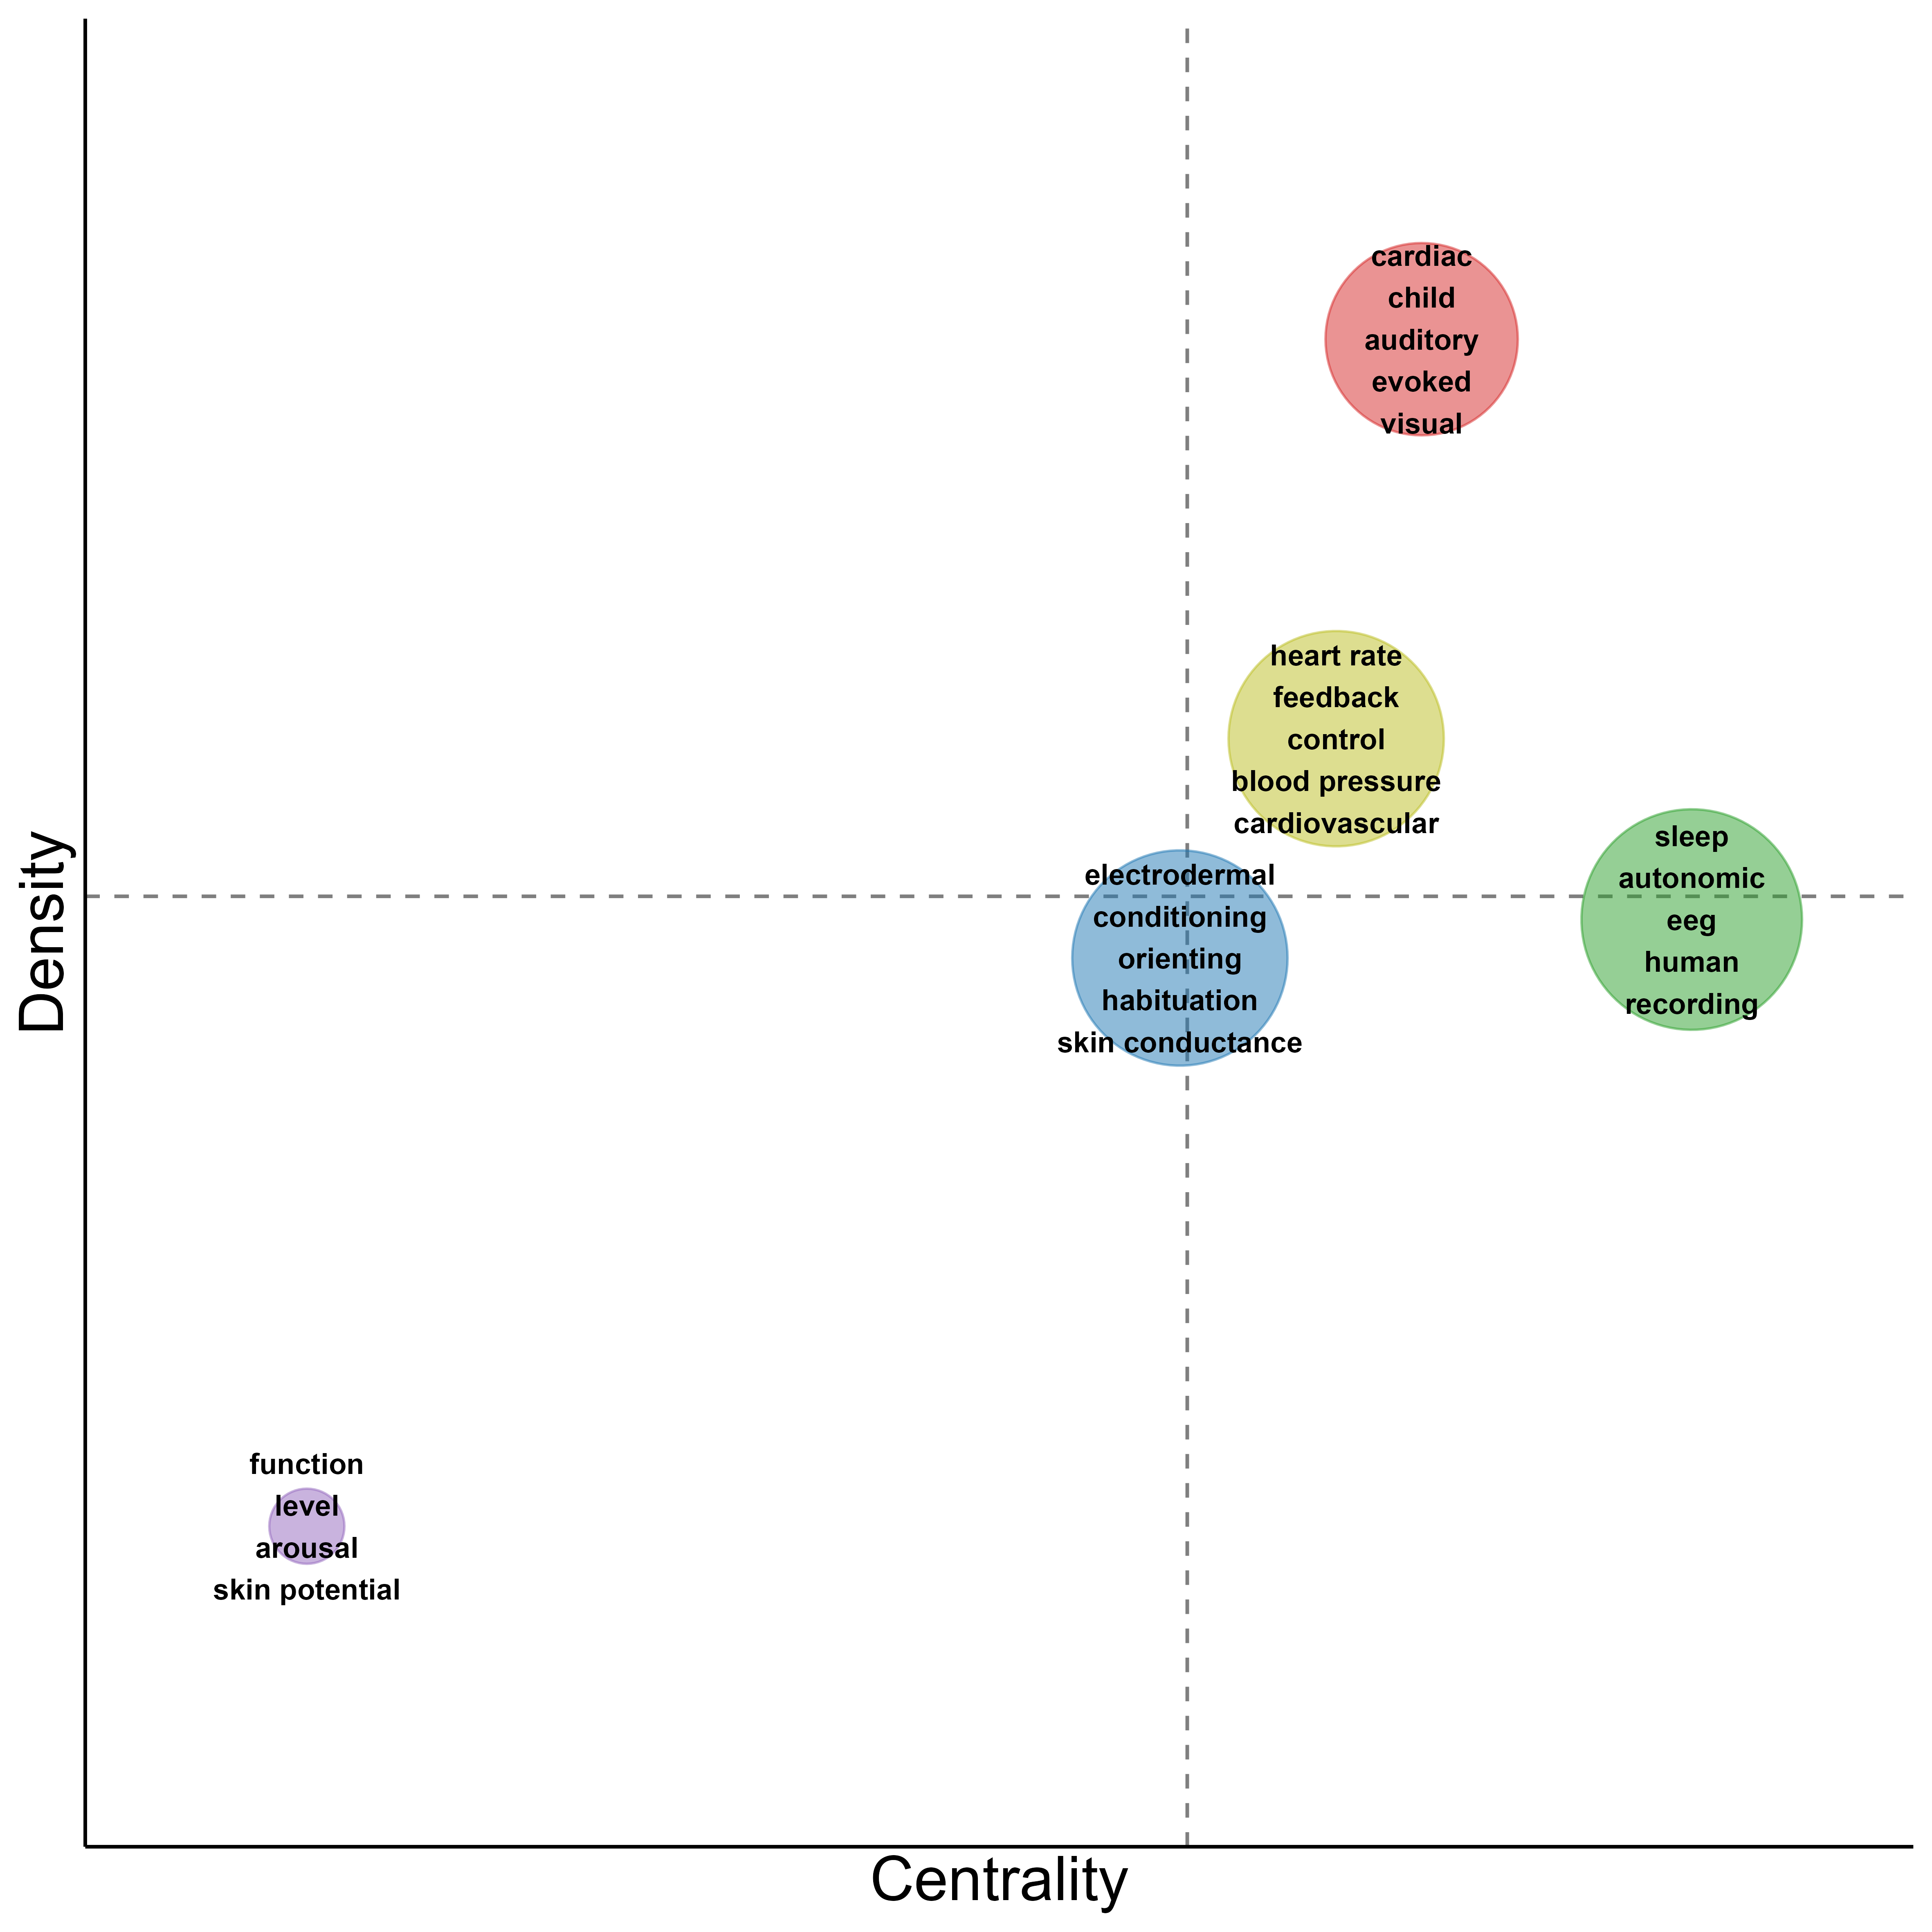 Density
cardiac
child
auditory
evoked
visual
heart rate
feedback
control
blood pressure
cardiovascular
sleep
autonomic
eeg
human
recording
electrodermal
conditioning
orienting
habituation
skin conductance
function
level
arousal
skin potential
Centrality